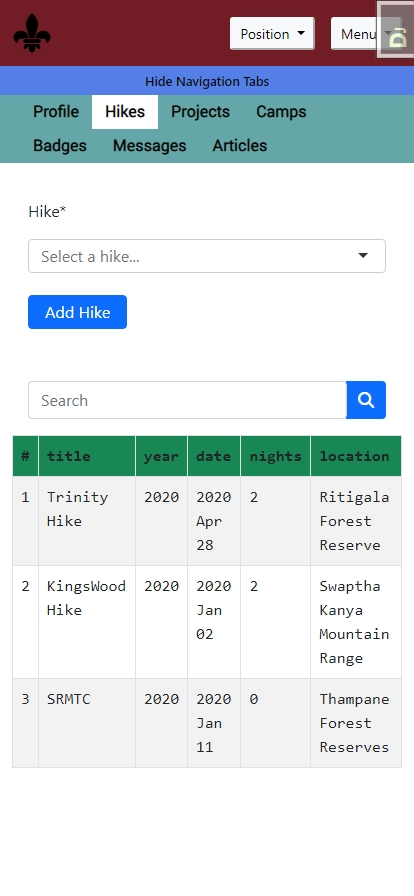 Position Menu
Hide Navigation Tabs
Profile Hikes Projects Camps
Badges Messages Articles
Hike*
Select a hike...
Add Hike
Search
# title year date nights location
1 Trinity Hike 2020 2020 Apr 28 2 Ritigala Forest Reserve
2 KingsWood Hike 2020 2020 Jan 02 2 Swaptha Kanya Mountain Range
3 SRMTC 2020 2020 Jan 11 0 Thampane Forest Reserves